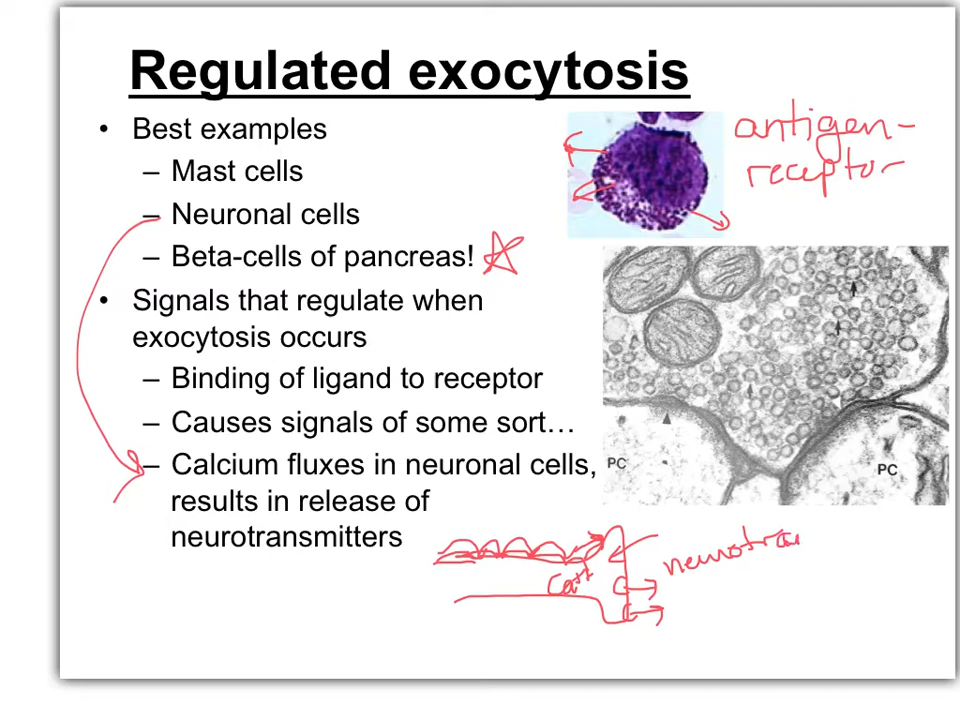 Regulated exocytosis
• Best examples
– Mast cells
– Neuronal cells
– Beta-cells of pancreas!
• Signals that regulate when
exocytosis occurs
– Binding of ligand to receptor
– Causes signals of some sort…
– Calcium fluxes in neuronal cells,
results in release of
neurotransmitters
antigen-
receptor
PC
PC
Ca++
neurotra